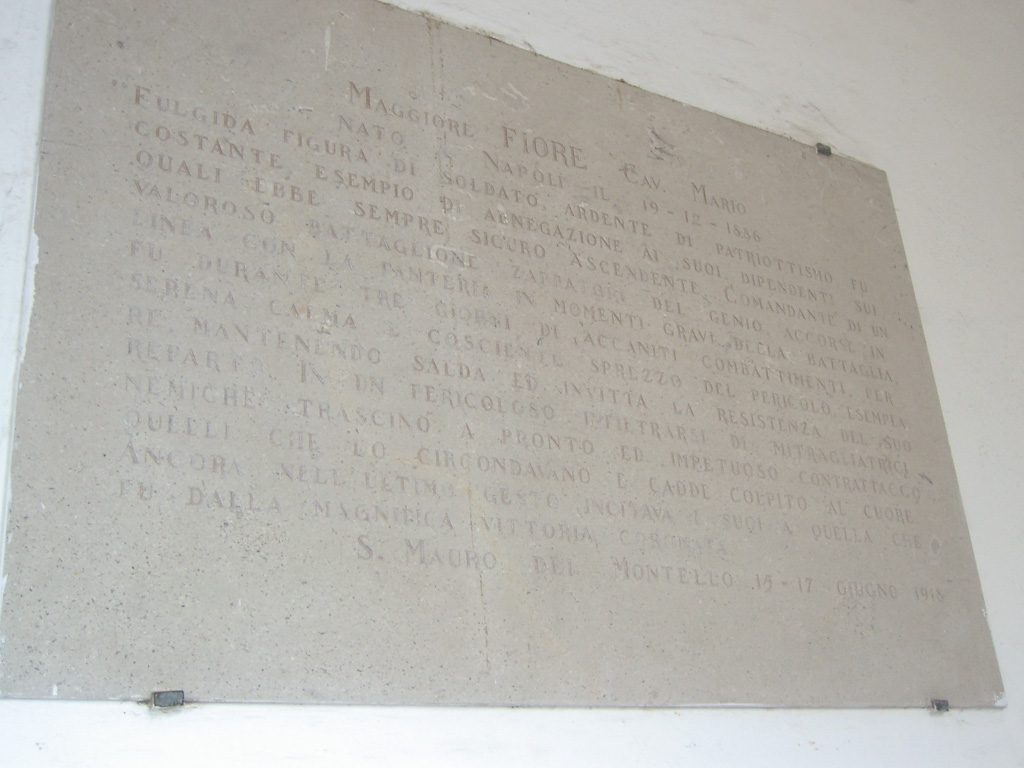 MAGGIORE FIORE CAV. MARIO
NATO A NAPOLI IL 19-12-1886
"FULGIDA FIGURA DI SOLDATO, ARDENTE DI PATRIOTTISMO FU
COSTANTE ESEMPIO DI ABNEGAZIONE AI SUOI DIPENDENTI SUI
QUALI EBBE SEMPRE SICURO ASCENDENTE. COMANDANTE DI UN
VALOROSO BATTAGLIONE ZAPPATORI DEL GENIO, ACCORSE IN
LINEA CON LA FANTERIA IN MOMENTI GRAVI DELLA BATTAGLIA,
FU DURANTE TRE GIORNI DI ACCANITI COMBATTIMENTI, PER
SERENA CALMA E COSCIENTE SPREZZO DEL PERICOLO, ESEMPLA-
RE, MANTENENDO SALDA ED INVITTA LA RESISTENZA DEL SUO
REPARTO. IN UN PERICOLOSO INFILTRARSI DI MITRAGLIATRICI
NEMICHE, TRASCINÒ A PRONTO ED IMPETUOSO CONTRATTACCO
QUELLI CHE LO CIRCONDAVANO E CADDE COLPITO AL CUORE.
ANCORA NELL'ULTIMO GESTO INCITAVA I SUOI A QUELLA CHE
FU DALLA MAGNIFICA VITTORIA CORONATA.
S. MAURO DEL MONTELLO 15-17 GIUGNO 1918